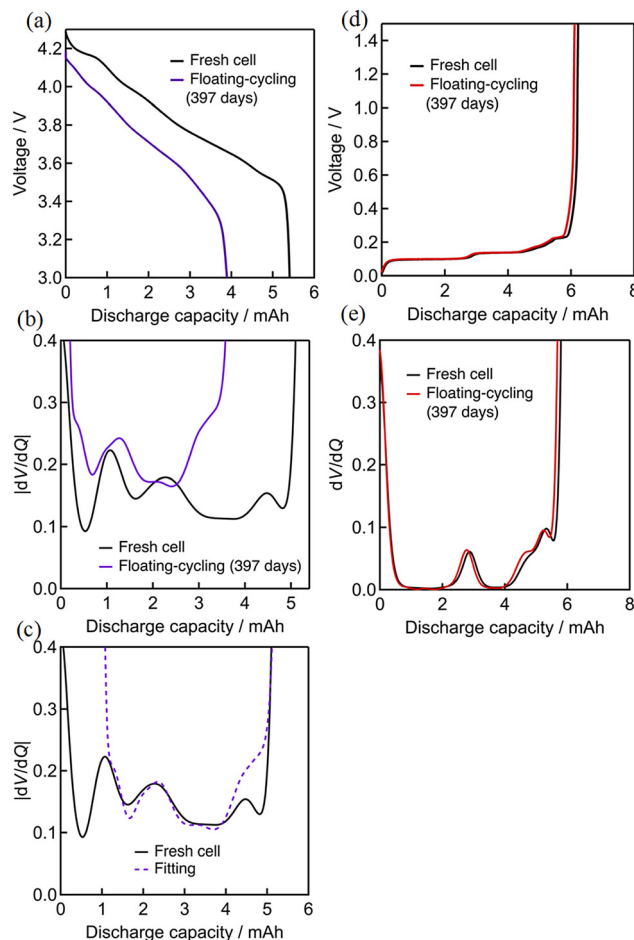 (a)
4.2
3.9
3.6
3.3
3.0
Voltage / V
Fresh cell
Floating-cycling
(397 days)
0 1 2 3 4 5 6
Discharge capacity / mAh
(b)
0.4
0.3
0.2
0.1
0.0
|dV/dQ|
Fresh cell
Floating-cycling (397 days)
0 1 2 3 4 5
Discharge capacity / mAh
(c)
0.4
0.3
0.2
0.1
0.0
|dV/dQ|
Fresh cell
Fitting
0 1 2 3 4 5 6
Discharge capacity / mAh
(d)
1.4
1.2
1.0
0.8
0.6
0.4
0.2
0.0
Voltage / V
Fresh cell
Floating-cycling
(397 days)
0 2 4 6 8
Discharge capacity / mAh
(e)
0.4
0.3
0.2
0.1
0.0
dV/dQ
Fresh cell
Floating-cycling
(397 days)
0 2 4 6 8
Discharge capacity / mAh